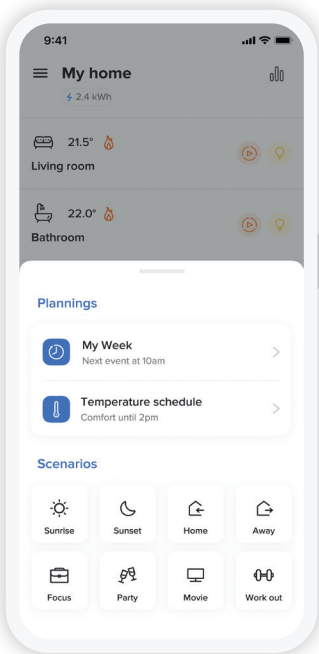 9:41
My home
2.4 kWh
21.5°
Living room
22.0°
Bathroom
Plannings
My Week
Next event at 10am
Temperature schedule
Comfort until 2pm
Scenarios
Sunrise Sunset Home Away
Focus Party Movie Work out